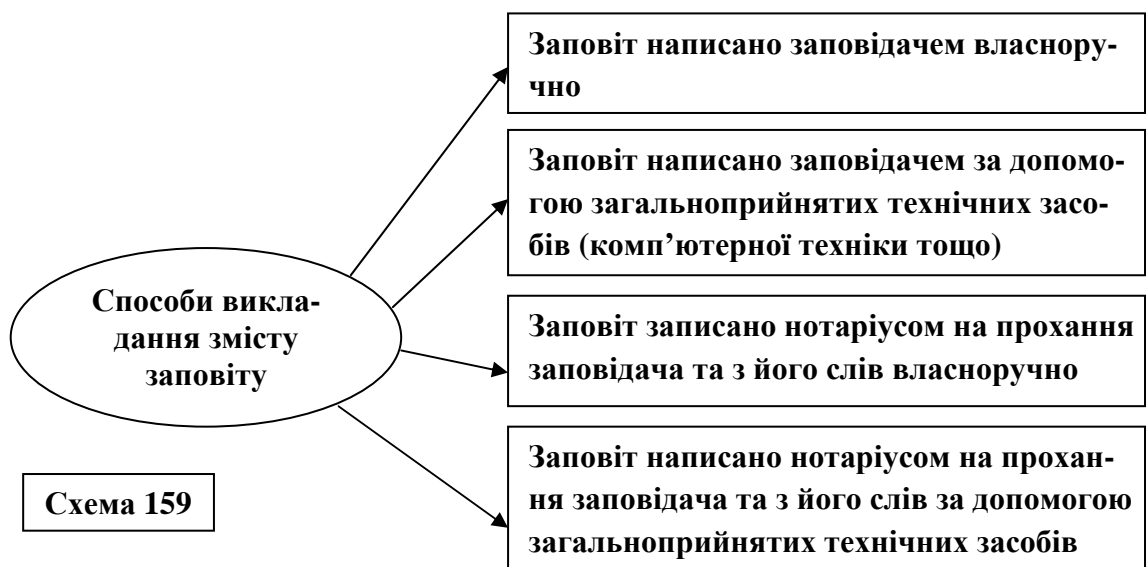 Заповіт написано заповідачем власнору-
чно
Заповіт написано заповідачем за допомо-
гою загальноприйнятих технічних засо-
бів (комп’ютерної техніки тощо)
Способи викла-
дання змісту
заповіту
Заповіт записано нотаріусом на прохання
заповідача та з його слів власноручно
Заповіт написано нотаріусом на прохан-
ня заповідача та з його слів за допомогою
загальноприйнятих технічних засобів
Схема 159